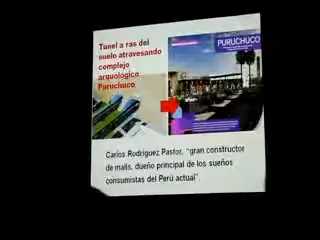 Tunel a ras del
suelo atravesando
complejo
arquológico
Puruchuco
PURUCHUCO
Carlos Rodríguez Pastor, "gran constructor
de malls, dueño principal de los sueños
consumistas del Perú actual".